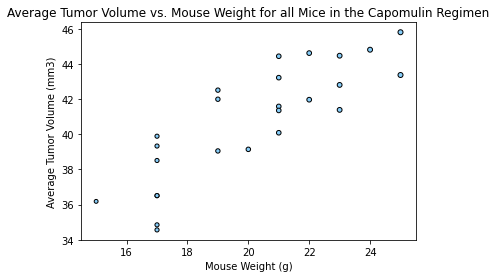 Average Tumor Volume vs. Mouse Weight for all Mice in the Capomulin Regimen
46
44
42
40
38
36
34
Average Tumor Volume (mm3)
16 18 20 22 24
Mouse Weight (g)